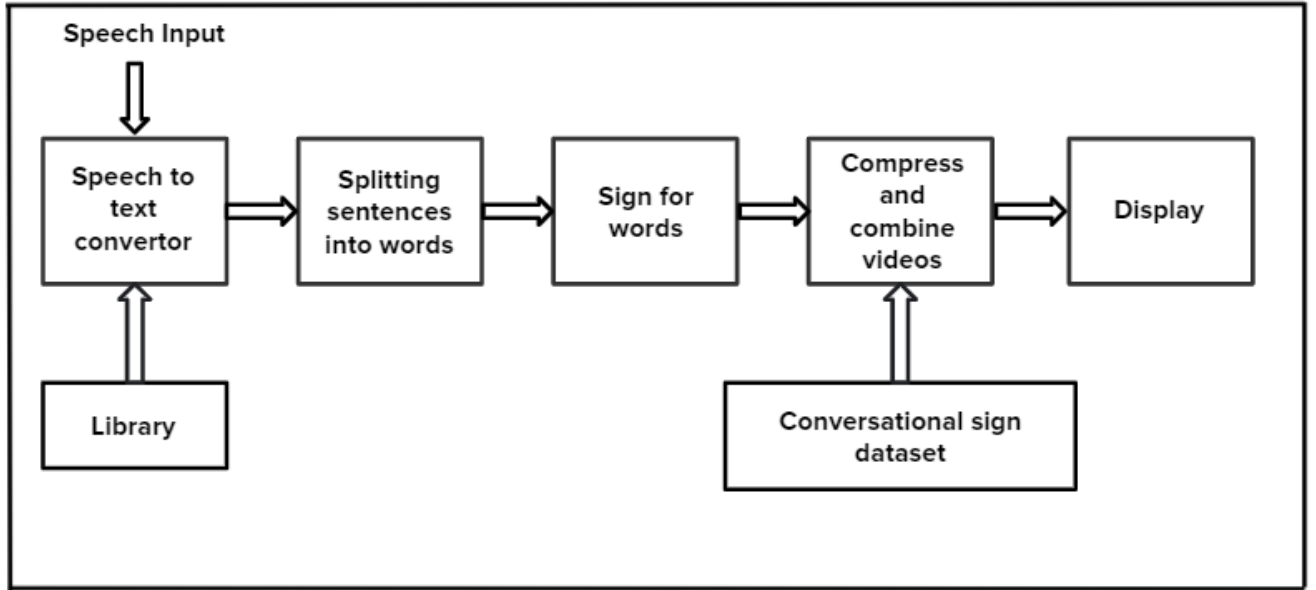 Speech Input
Speech to
text
convertor
Splitting
sentences
into words
Sign for
words
Compress
and
combine
videos
Display
Library
Conversational sign
dataset